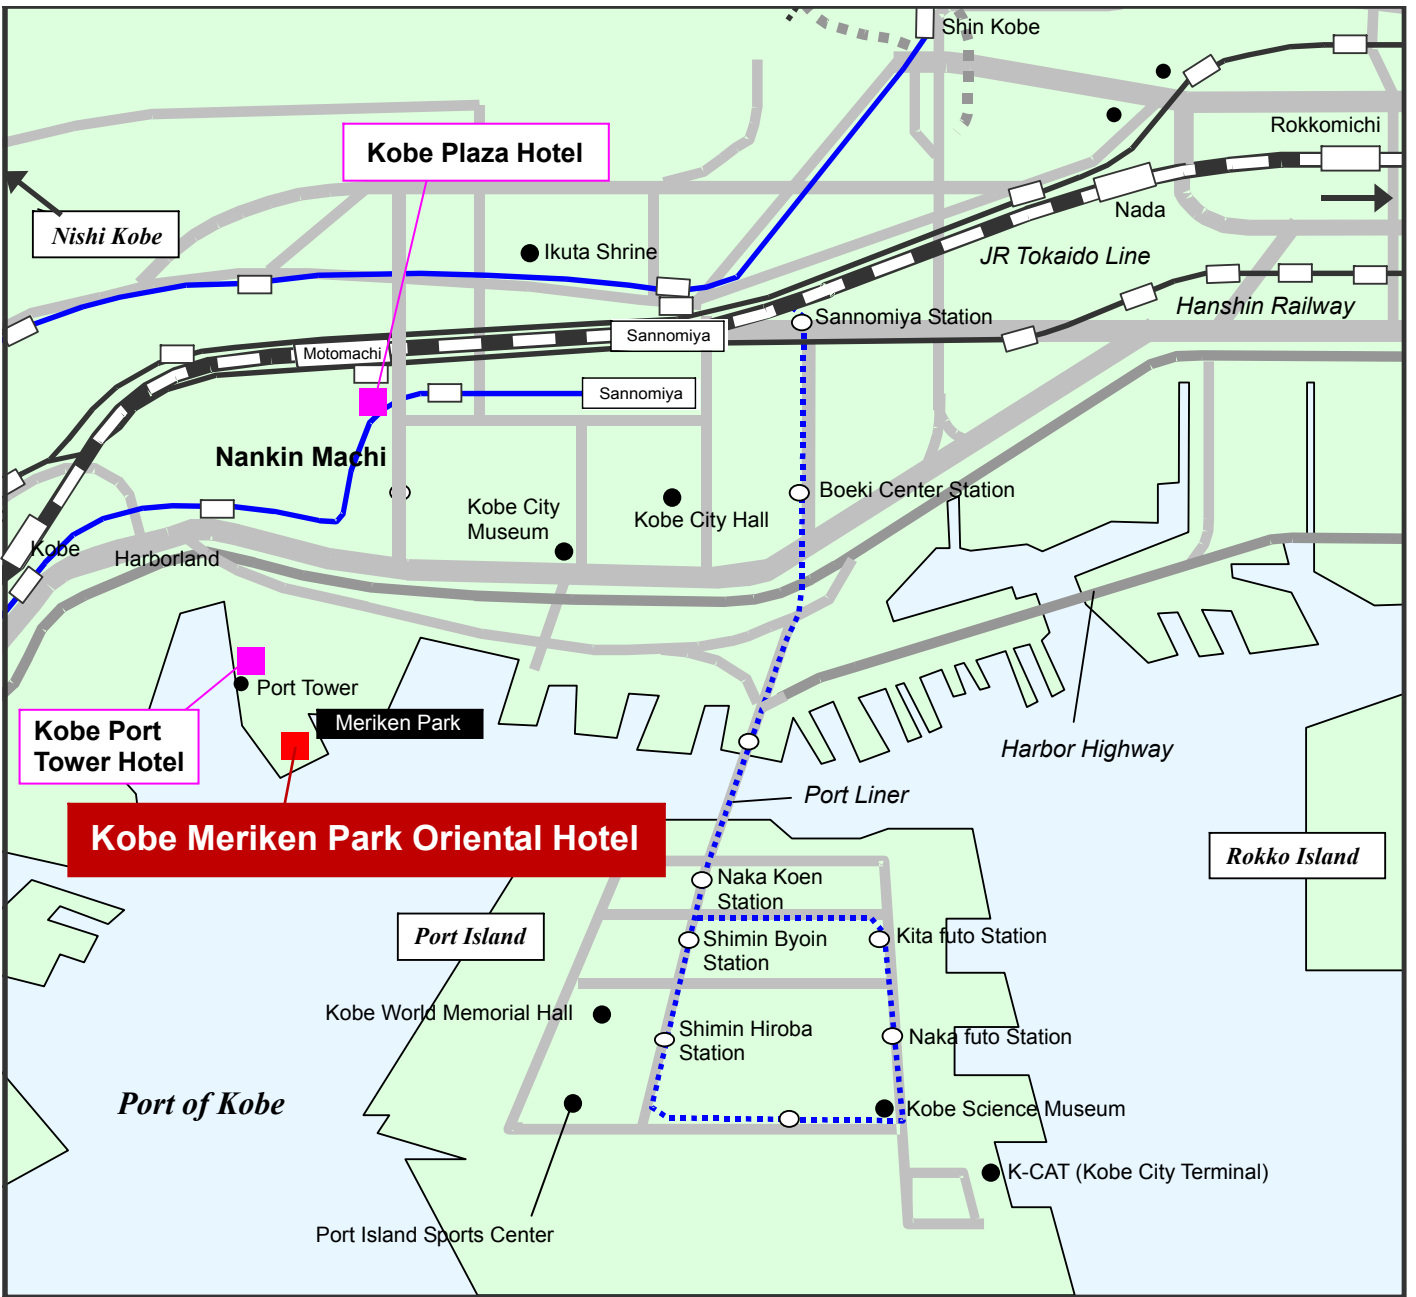 Shin Kobe
Rokkomichi
Kobe Plaza Hotel
Nada
Nishi Kobe
Ikuta Shrine
JR Tokaido Line
Hanshin Railway
Sannomiya Station
Sannomiya
Motomachi
Sannomiya
Nankin Machi
Boeki Center Station
Kobe City
Museum
Kobe City Hall
Kobe
Harborland
Port Tower
Meriken Park
Kobe Port
Tower Hotel
Harbor Highway
Port Liner
Kobe Meriken Park Oriental Hotel
Rokko Island
Naka Koen
Station
Port Island
Shimin Byoin
Station
Kita futo Station
Kobe World Memorial Hall
Shimin Hiroba
Station
Naka futo Station
Port of Kobe
Kobe Science Museum
K-CAT (Kobe City Terminal)
Port Island Sports Center